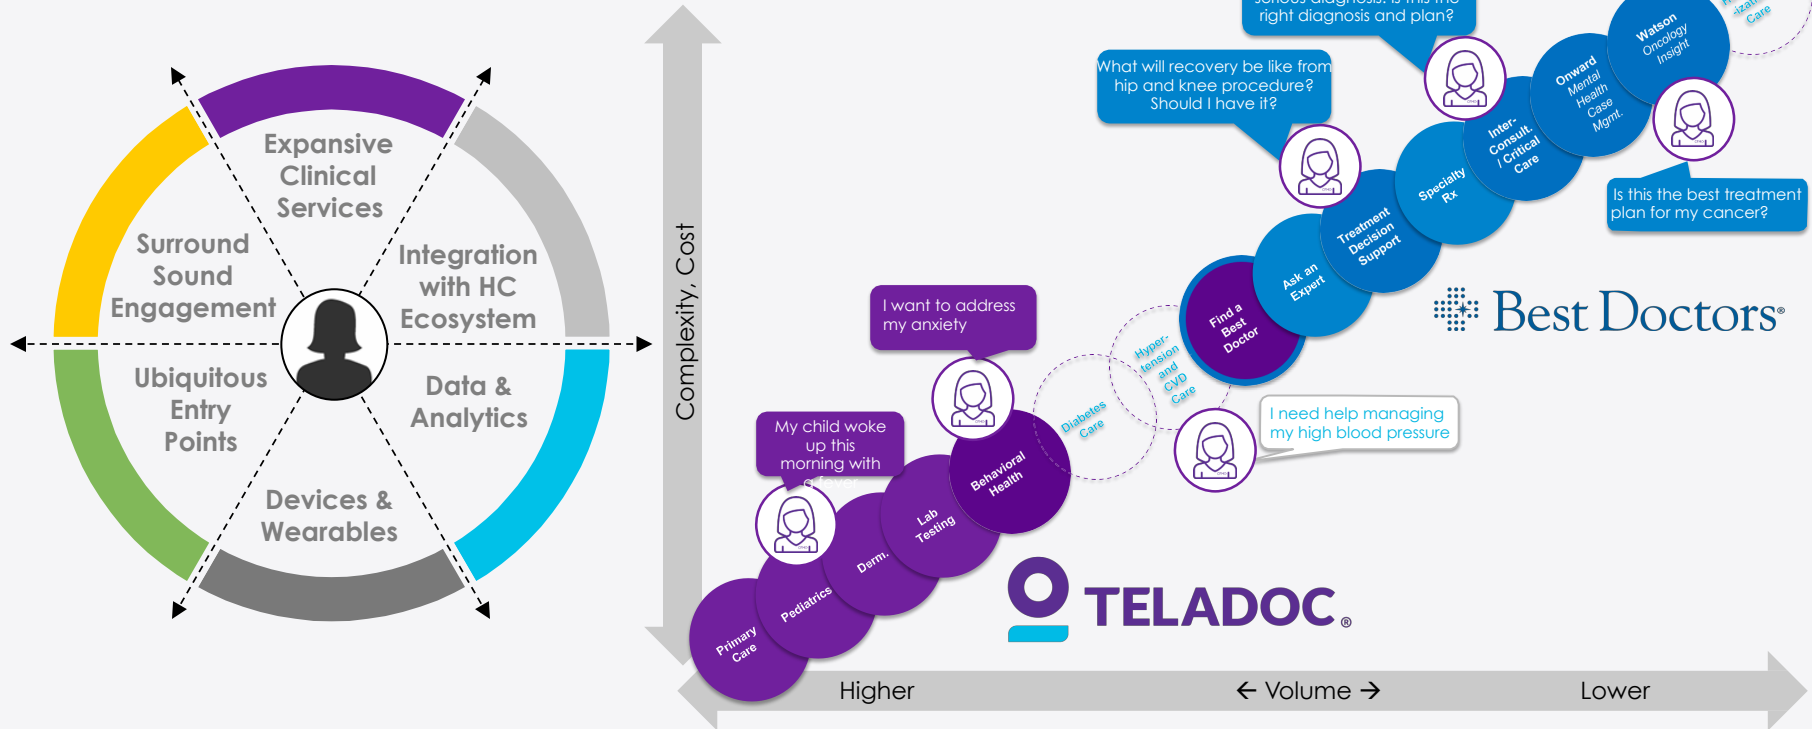 Expansive
Clinical
Services
Surround
Sound
Engagement
Integration
with HC
Ecosystem
Ubiquitous
Entry
Points
Data &
Analytics
Devices &
Wearables
Complexity, Cost
right diagnosis and plan?
What will recovery be like from
hip and knee procedure?
Should I have it?
Is this the best treatment
plan for my cancer?
I want to address
my anxiety
I need help managing
my high blood pressure
My child woke
up this
morning with
a fever
Primary
Care
Pediatrics
Derm.
Lab
Testing
Behavioral
Health
Diabetes
Care
Hyper-
tension
and
CVD
Care
Find a
Best
Doctor
Ask an
Expert
Treatment
Decision
Support
Specialty
Rx
Inter-
Consult.
/ Critical
Care
Onward
Mental
Health
Case
Mgmt.
Watson
Oncology
Insight
Care
Best Doctors®
TELADOC®
Higher
← Volume →
Lower